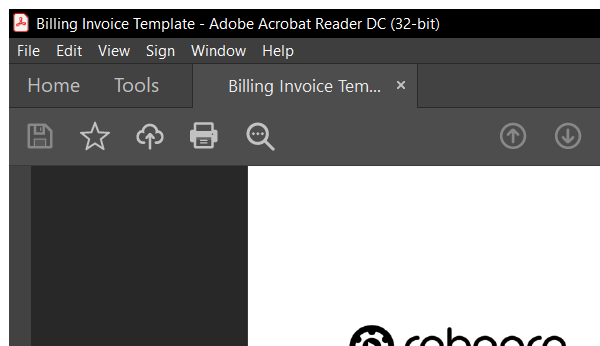 Billing Invoice Template - Adobe Acrobat Reader DC (32-bit)
File Edit View Sign Window Help
Home Tools Billing Invoice Tem... ×